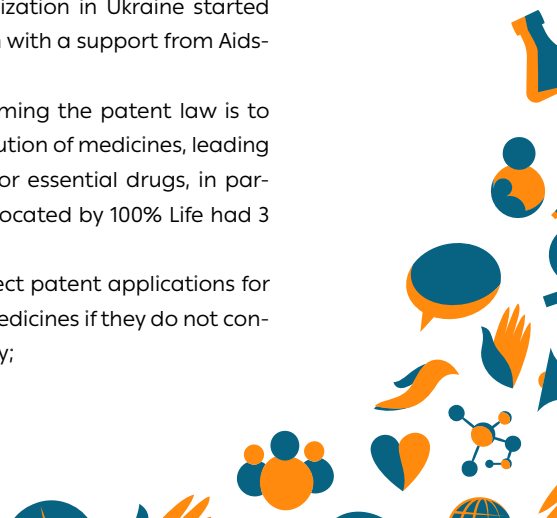 ization in Ukraine started
with a support from Aids-
ming the patent law is to
ution of medicines, leading
or essential drugs, in par-
ocated by 100% Life had 3
ect patent applications for
edicines if they do not con-
y;